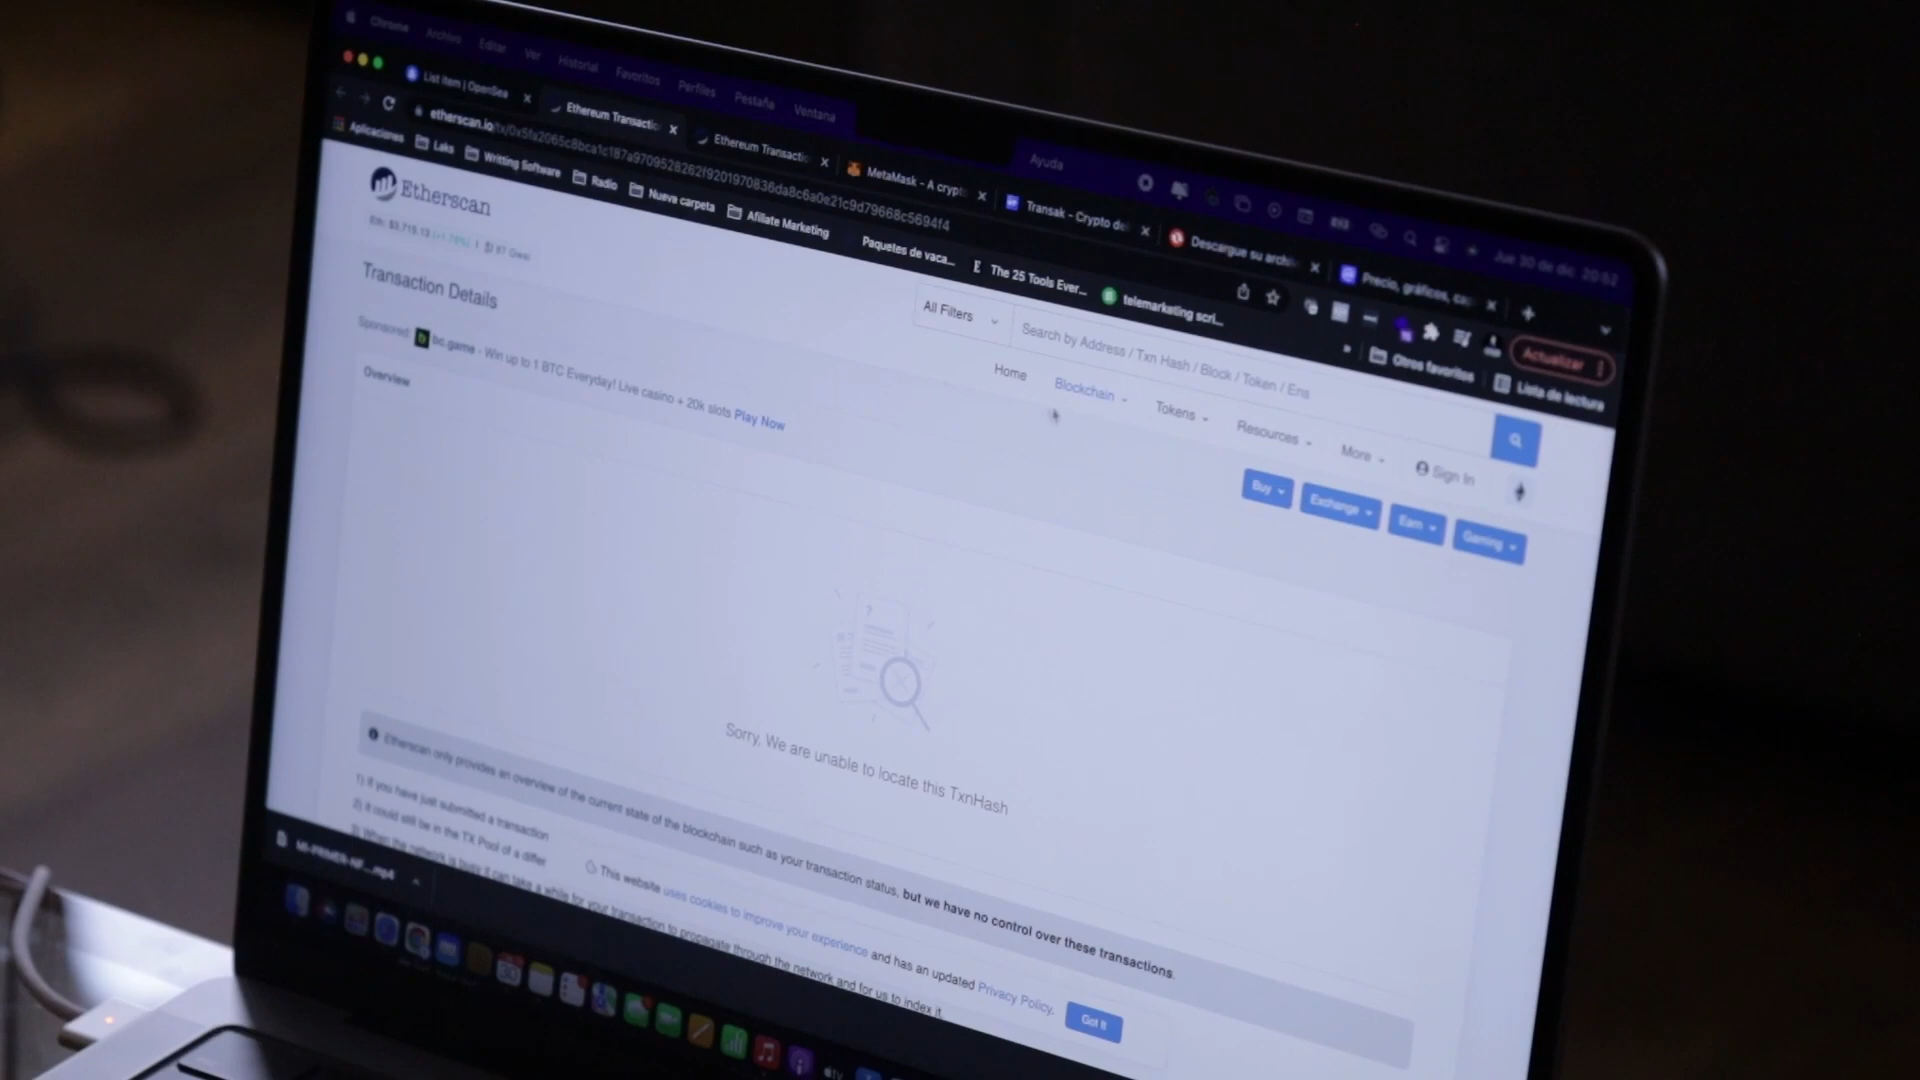 Chrome Archivo Editar Ver Historial Favoritos Perfiles Pestaña Ventana Ayuda Jue 30 de dic 20:52
List item | OpenSea
Ethereum Transactio
Ethereum Transactio
MetaMask - A crypt
Transak - Crypto de
Descargue su archi
Precio, gráficos, ca
etherscan.io/tx/0x5fa2065c8bca1c187a9709528262f9201970836da8c6a0e21c9d79668c5694f4
Actualizar
Aplicaciones Laks Writting Software Radio Nueva carpeta Afiliate Marketing Paquetes de vaca... The 25 Tools Ever... telemarketing scri... » Otros favoritos Lista de lectura
Etherscan
All Filters
Search by Address / Txn Hash / Block / Token / Ens
Eth: $3,715.13 (+1.78%) | 87 Gwei
Home Blockchain Tokens Resources More Sign In
Transaction Details
Buy Exchange Earn Gaming
Sponsored: bc.game - Win up to 1 BTC Everyday! Live casino + 20k slots Play Now
Overview
Sorry, We are unable to locate this TxnHash
Etherscan only provides an overview of the current state of the blockchain such as your transaction status, but we have no control over these transactions.
1) If you have just submitted a transaction
2) It could still be in the TX Pool of a differ
3) When the network is busy it can take a while for your transaction to propagate through the network and for us to index it.
This website uses cookies to improve your experience and has an updated Privacy Policy.
Got It
MI-PRIMER-NF....mp4
tv